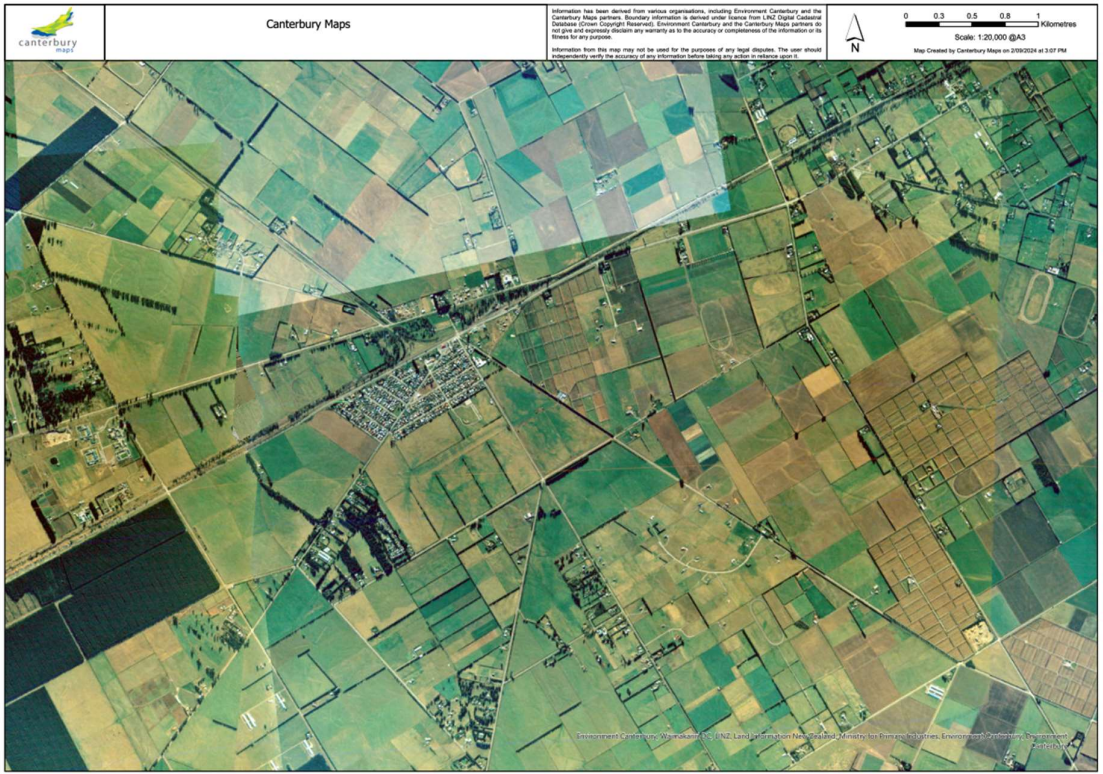 canterbury
maps
Canterbury Maps
Information has been derived from various organisations, including Environment Canterbury and the
Canterbury Maps partners. Boundary information is derived under licence from LINZ Digital Cadastral
Database (Crown Copyright Reserved). Environment Canterbury and the Canterbury Maps partners do
not give and expressly disclaim any warranty as to the accuracy or completeness of the information or its
fitness for any purpose.
Information from this map may not be used for the purposes of any legal disputes. The user should
independently verify the accuracy of any information before taking any action in reliance upon it.
N
0 0.3 0.5 0.8 1
Kilometres
Scale: 1:20,000 @A3
Map Created by Canterbury Maps on 2/09/2024 at 3:07 PM
Environment Canterbury, Waimakariri DC, LINZ, Land Information New Zealand, Ministry for Primary Industries, Environment Canterbury, Environment
Canterbury